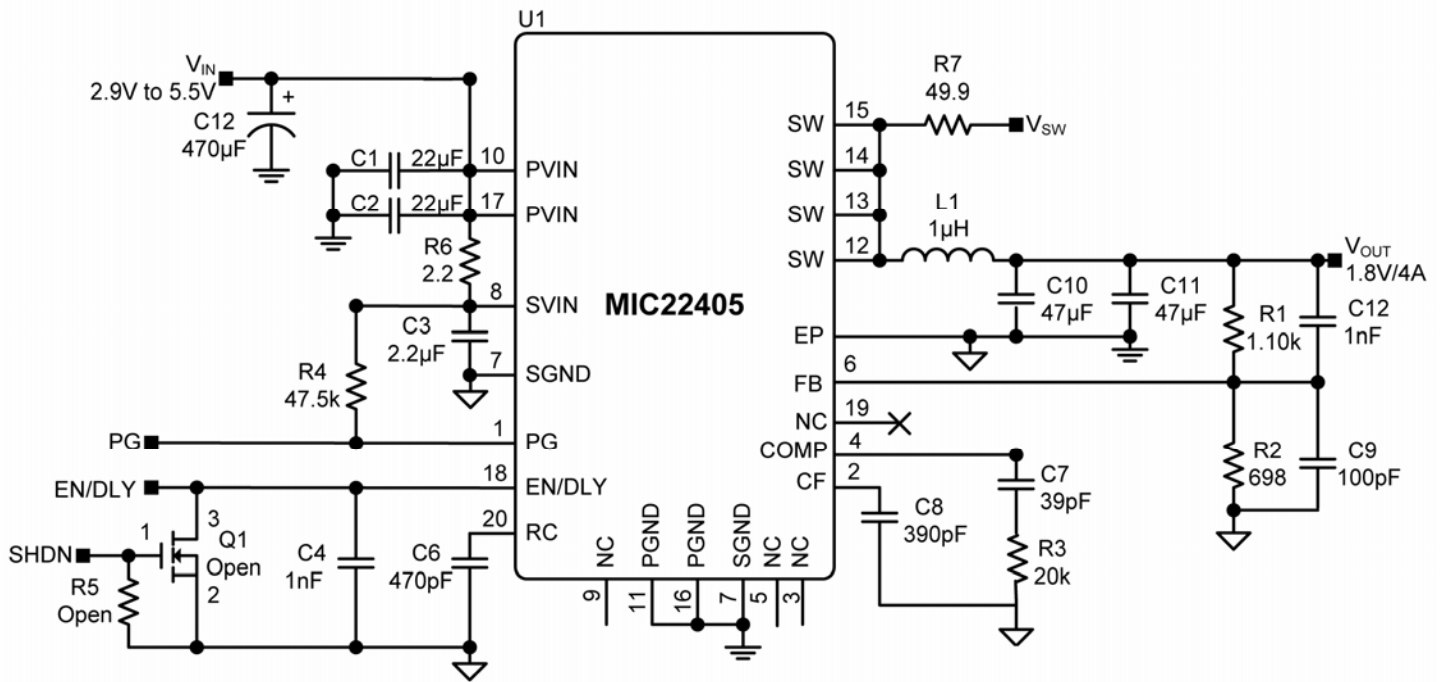 U1
V_IN
2.9V to 5.5V
+
C12
470µF
C1 22µF
C2 22µF
R6
2.2
C3
2.2µF
R4
47.5k
PG
EN/DLY
SHDN
R5
Open
1
3
Q1
Open
2
C4
1nF
C6
470pF
10 PVIN
17 PVIN
8 SVIN
7 SGND
1 PG
18 EN/DLY
20 RC
MIC22405
SW 15
SW 14
SW 13
SW 12
EP
FB 6
NC 19
COMP 4
CF 2
NC 9
PGND 11
PGND 16
SGND 7
NC 5
NC 3
R7
49.9
V_SW
L1
1µH
C10
47µF
C11
47µF
R1
1.10k
C12
1nF
V_OUT
1.8V/4A
R2
698
C9
100pF
C7
39pF
C8
390pF
R3
20k